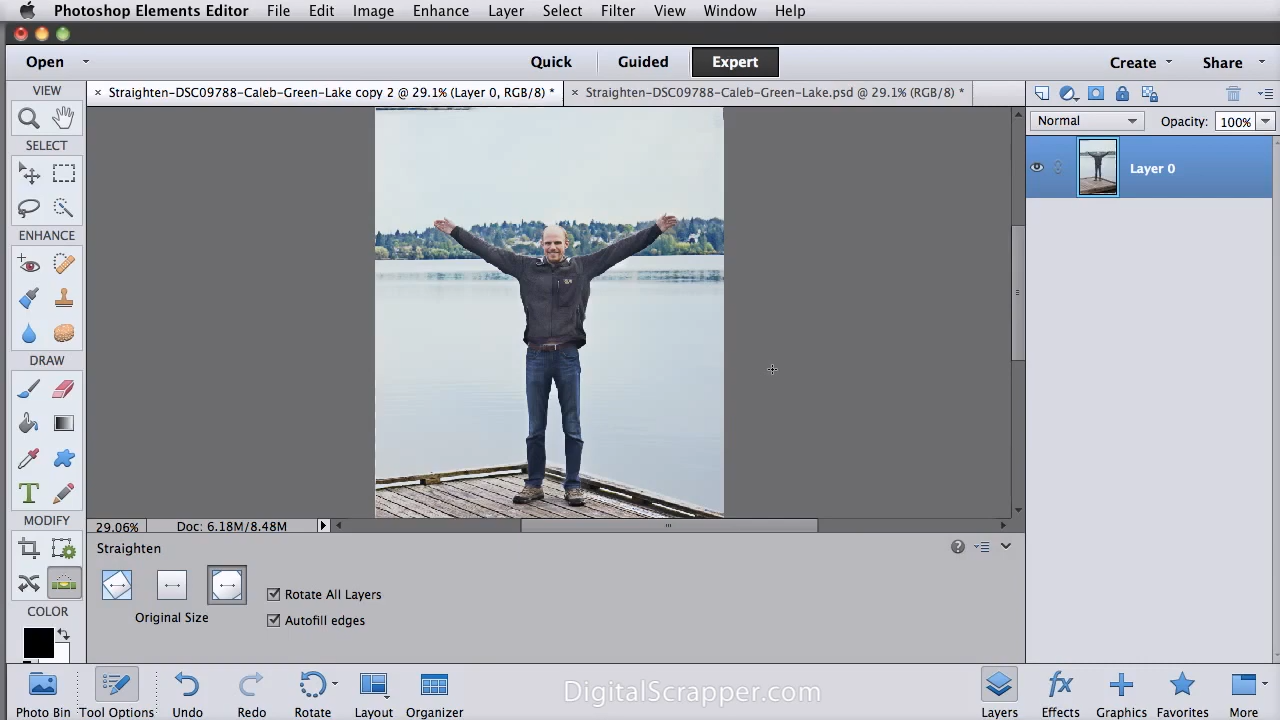 Photoshop Elements Editor File Edit Image Enhance Layer Select Filter View Window Help
Open Quick Guided Expert Create Share
VIEW
× Straighten-DSC09788-Caleb-Green-Lake copy 2 @ 29.1% (Layer 0, RGB/8) * × Straighten-DSC09788-Caleb-Green-Lake.psd @ 29.1% (RGB/8) *
Normal Opacity: 100%
SELECT
Layer 0
ENHANCE
DRAW
T
MODIFY
29.06% Doc: 6.18M/8.48M
Straighten
Rotate All Layers
Original Size
Autofill edges
COLOR
DigitalScrapper.com
fx
Photo Bin Tool Options Undo Redo Rotate Layout Organizer Layers Effects Graphics Favorites More